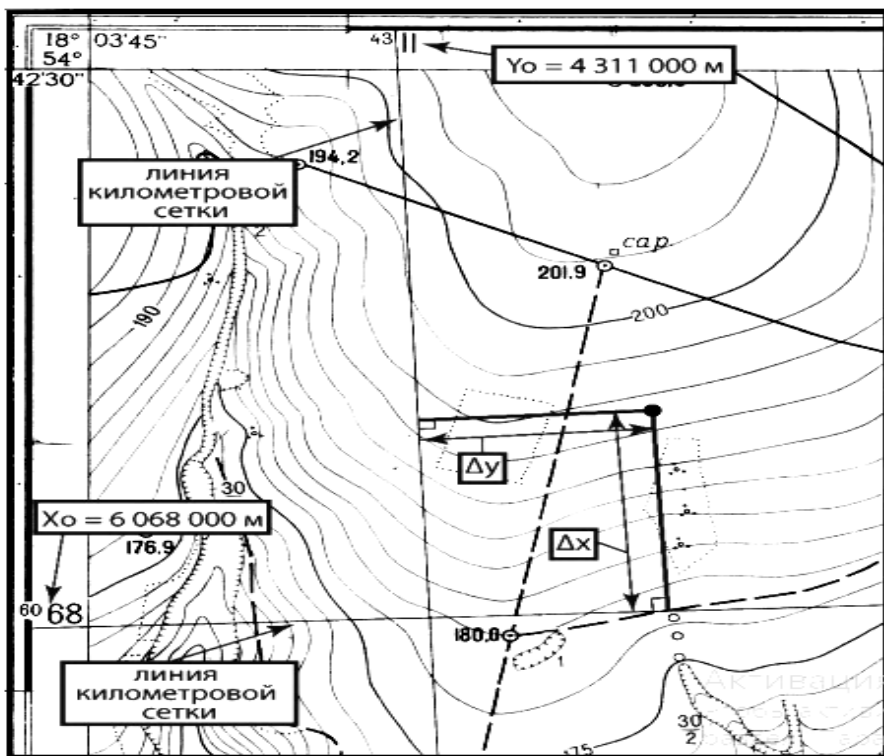 18° 03'45"
54°
42'30"
43 11
Yo = 4 311 000 м
линия
километровой
сетки
194,2
2
сар.
201.9
190
200
Δy
30
Xo = 6 068 000 м
176.9
Δx
60 68
180,0
1
линия
километровой
сетки
30
2
175